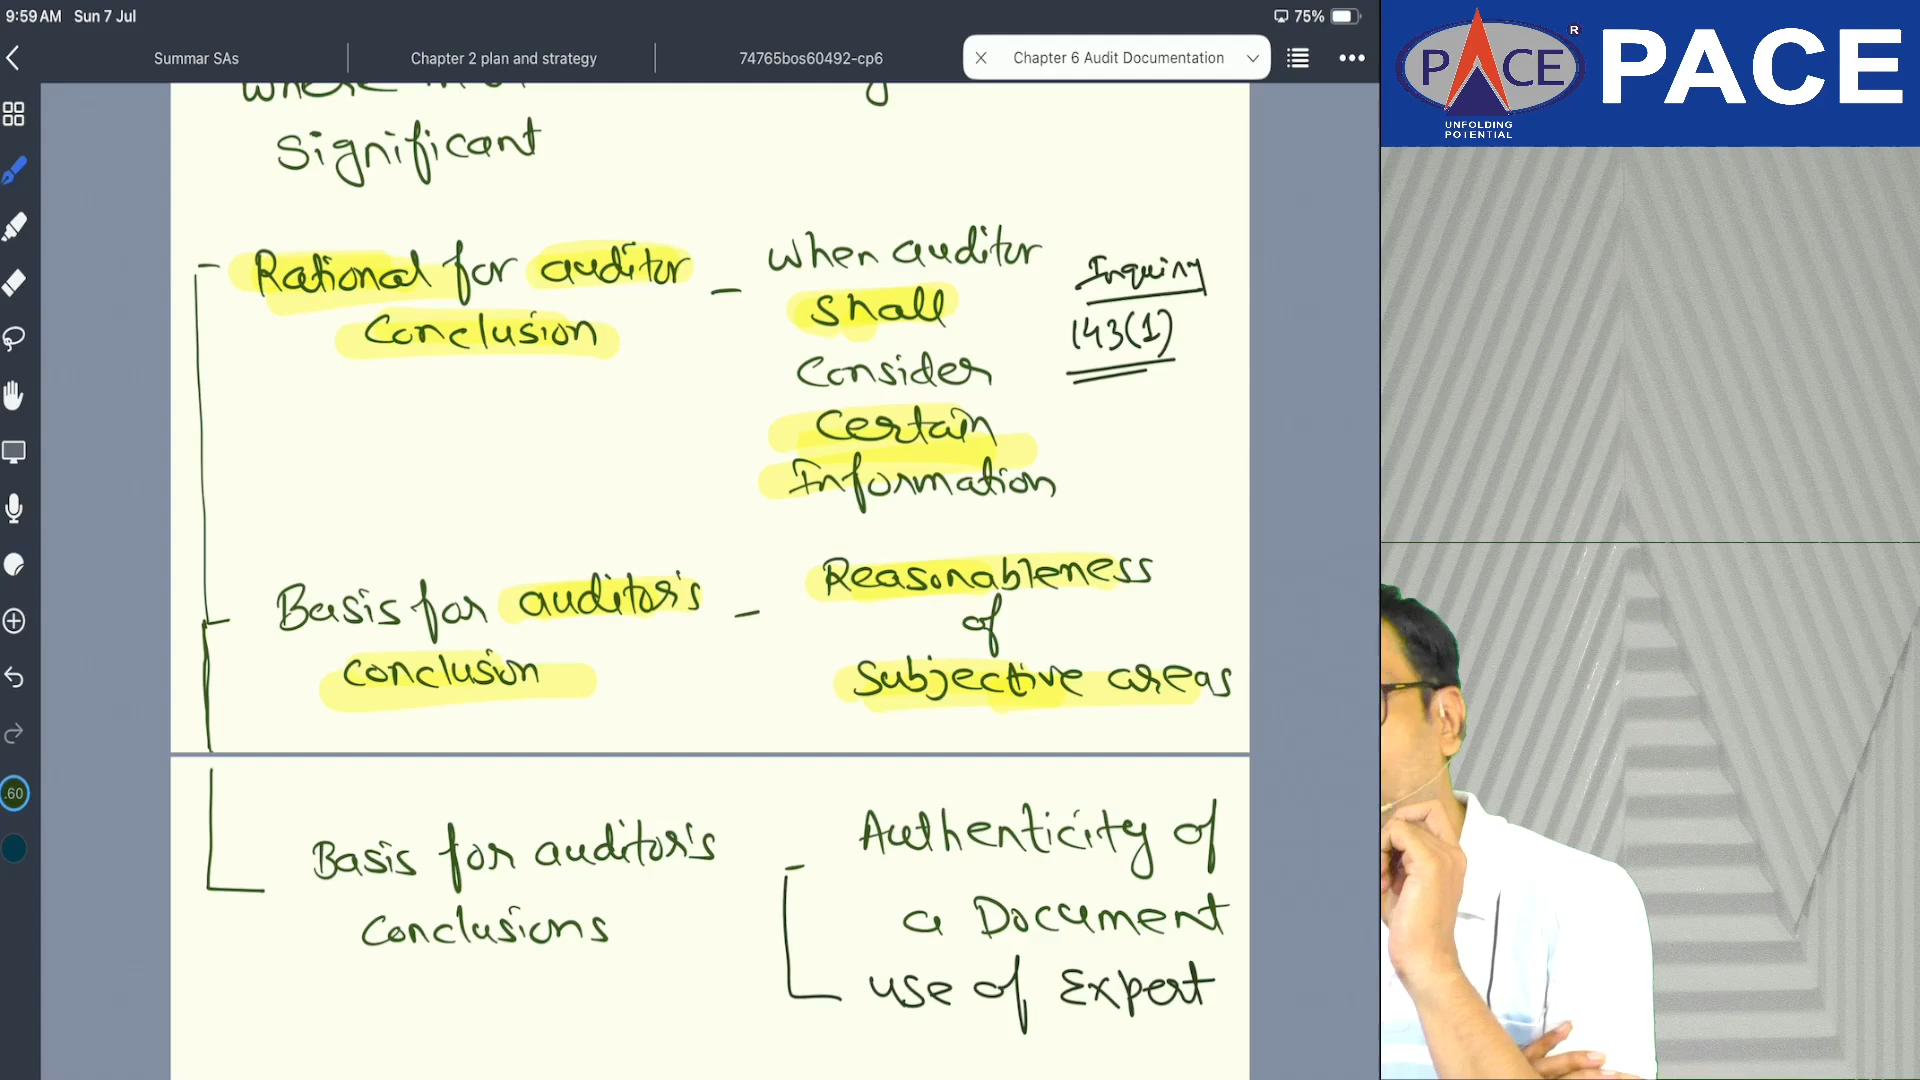 9:59 AM Sun 7 Jul
75%
Summar SAs
Chapter 2 plan and strategy
74765bos60492-cp6
Chapter 6 Audit Documentation
PACE
®
UNFOLDING
POTENTIAL
PACE
significant
- Rational for auditor
Conclusion
- when auditor
shall
Consider
Certain
Information
Inquiry
143(1)
Basis for auditor's
conclusion
- Reasonableness
of
Subjective areas
Basis for auditor's
Conclusions
- Authenticity of
a Document
use of Expert
.60